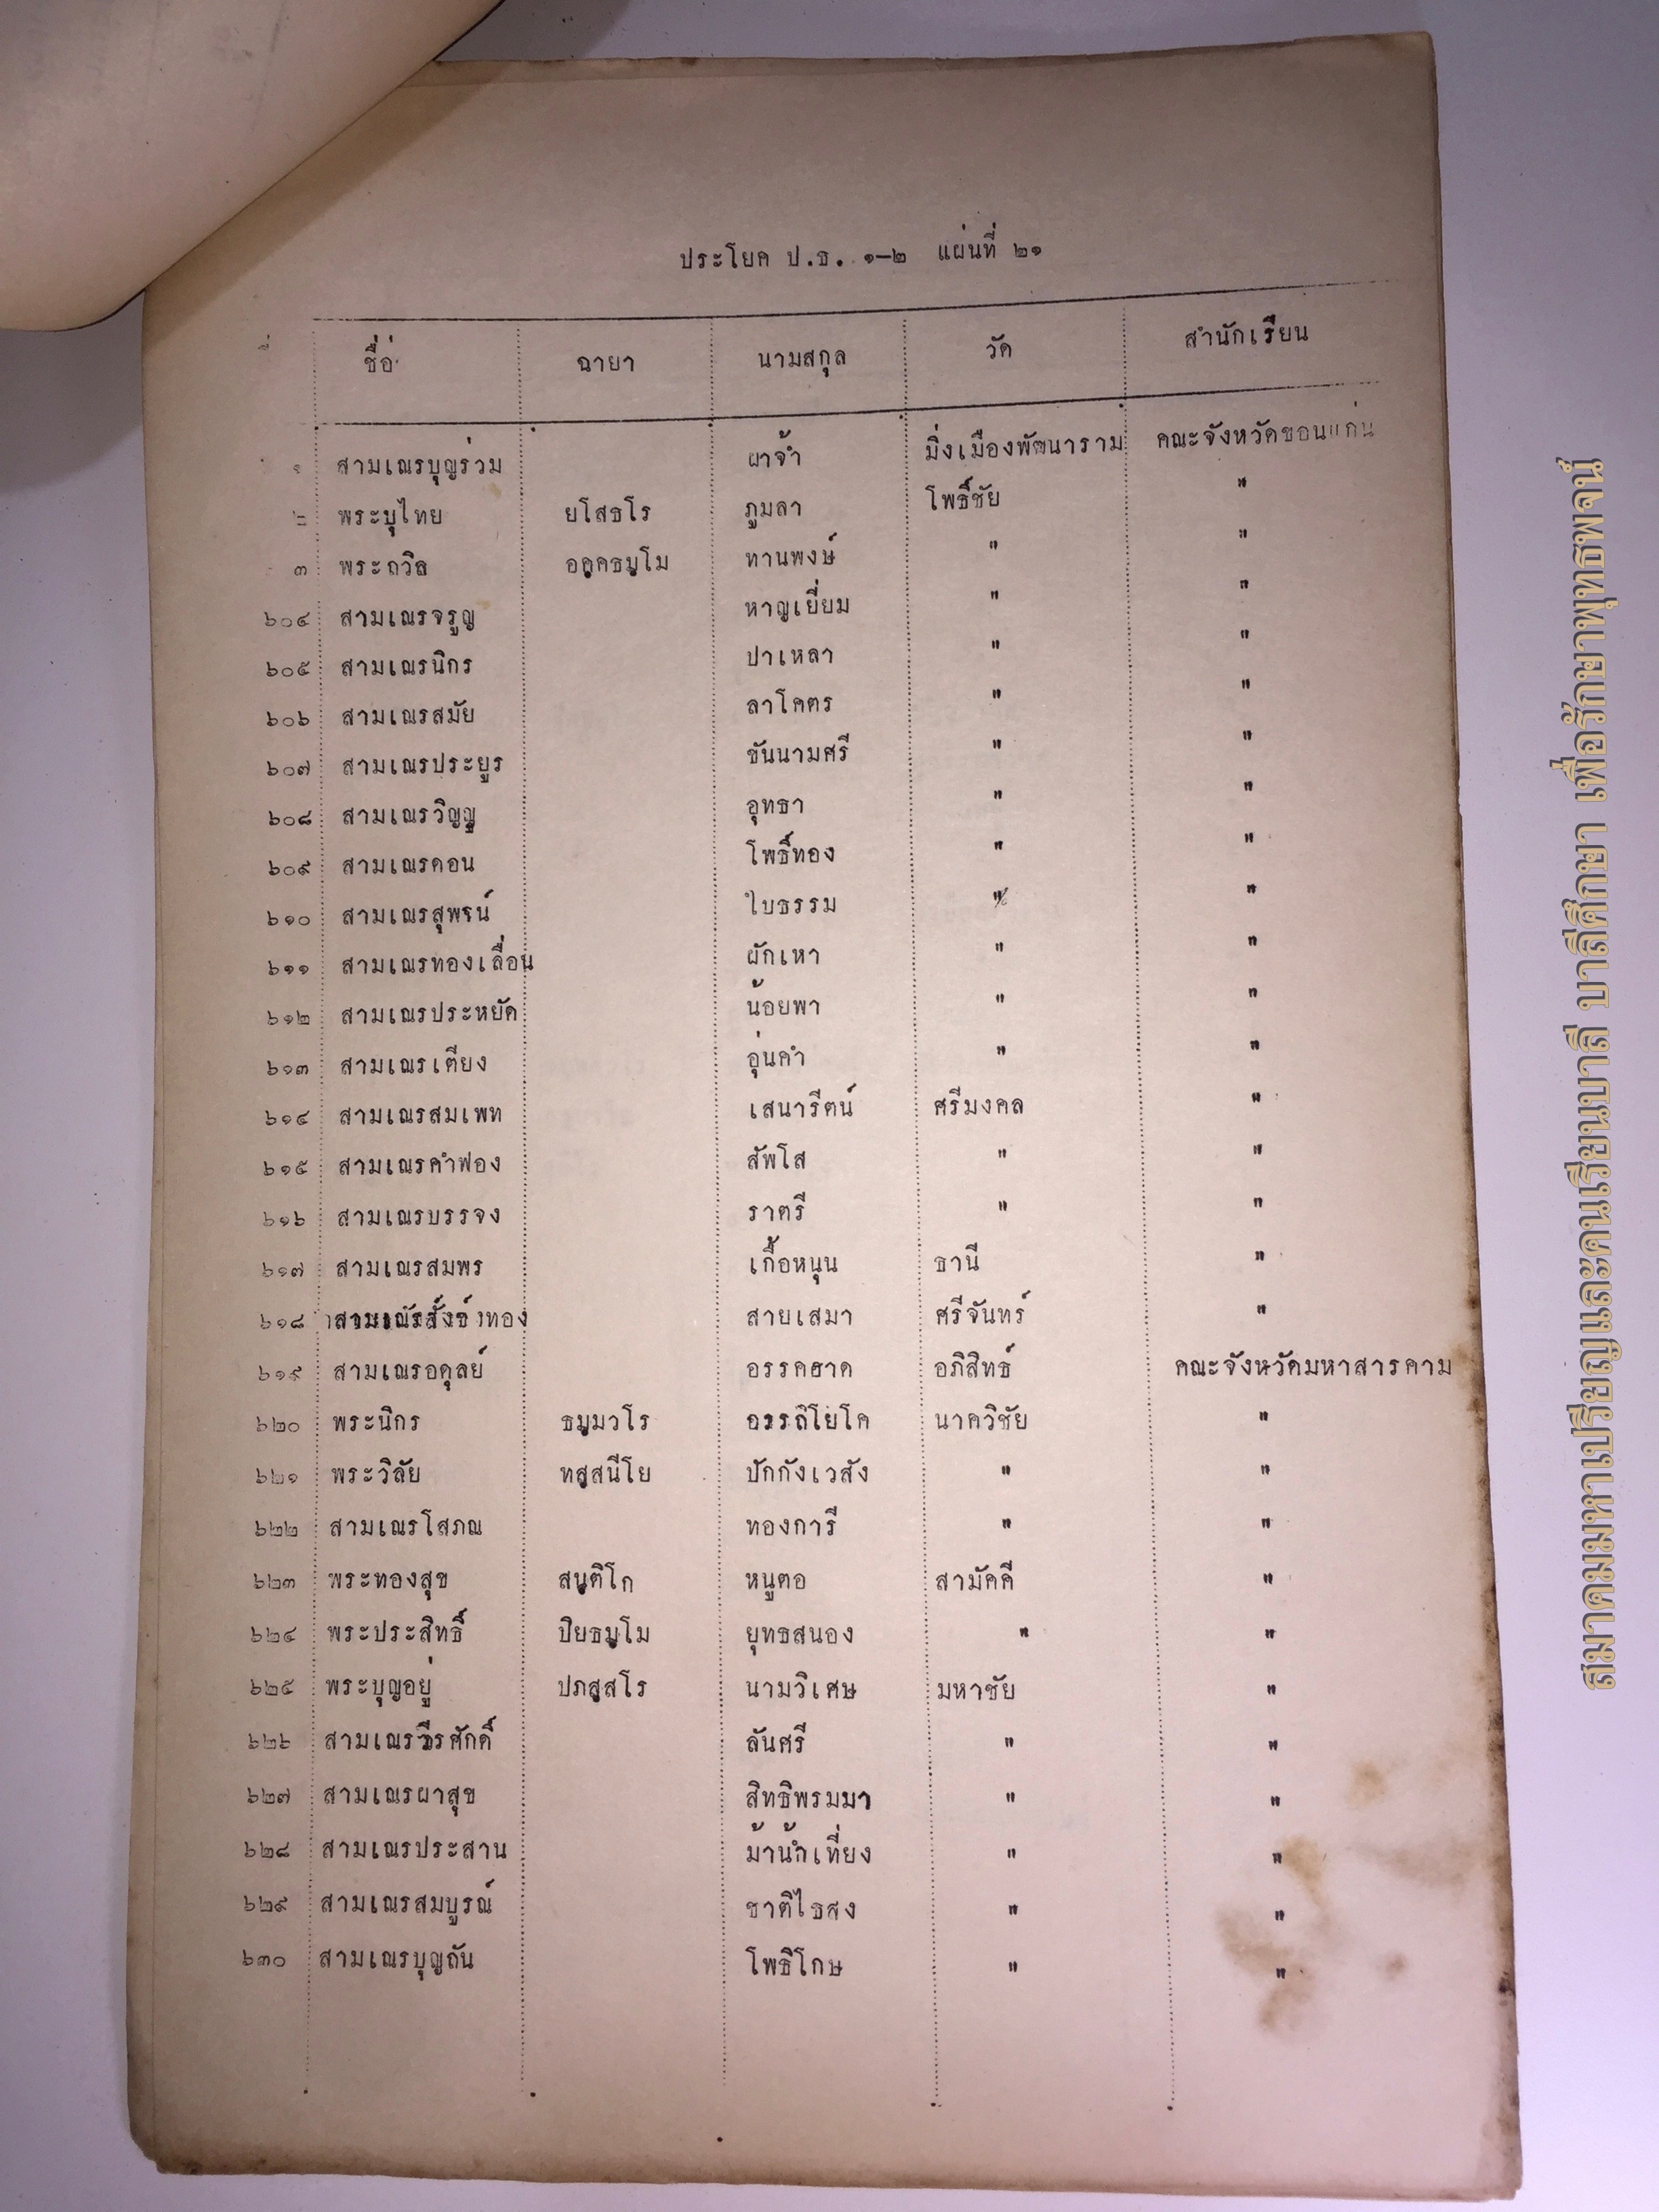 ประโยค ป.ธ. ๑—๒ แผ่นที่ ๒๑
ที่ ชื่อ ฉายา นามสกุล วัด สำนักเรียน
๑ สามเณรบุญร่วม ผาจ้ำ มิ่งเมืองพัฒนาราม คณะจังหวัดขอนแก่น
๒ พระบุไทย ยโสธโร ภูมลา โพธิ์ชัย "
๓ พระถวิล อคฺคธมฺโม ทานพงษ์ " "
๖๐๔ สามเณรจรูญ หาญเยี่ยม " "
๖๐๕ สามเณรนิกร ปาเหลา " "
๖๐๖ สามเณรสมัย ลาโคตร " "
๖๐๗ สามเณรประยูร ขันนามศรี " "
๖๐๘ สามเณรวิญญู อุทธา " "
๖๐๙ สามเณรคอน โพธิ์ทอง " "
๖๑๐ สามเณรสุพรน์ ใบธรรม " "
๖๑๑ สามเณรทองเลื่อน ผักเหา " "
๖๑๒ สามเณรประหยัด น้อยพา " "
๖๑๓ สามเณรเตียง อุ่นคำ " "
๖๑๔ สามเณรสมเพท เสนารีตน์ ศรีมงคล "
๖๑๕ สามเณรคำฟอง สัพโส " "
๖๑๖ สามเณรบรรจง ราตรี " "
๖๑๗ สามเณรสมพร เกื้อหนุน ธานี "
๖๑๘ สามเณรสังข์ทอง สายเสมา ศรีจันทร์ "
๖๑๙ สามเณรอดุลย์ อรรคฮาด อภิสิทธ์ คณะจังหวัดมหาสารคาม
๖๒๐ พระนิกร ธมฺมวโร อรรถโยโค นาควิชัย "
๖๒๑ พระวิลัย ทสฺสนีโย ปักกังเวสัง " "
๖๒๒ สามเณรโสภณ ทองการี " "
๖๒๓ พระทองสุข สนฺติโก หนูตอ สามัคคี "
๖๒๔ พระประสิทธิ์ ปิยธมฺโม ยุทธสนอง " "
๖๒๕ พระบุญอยู่ ปภสฺสโร นามวิเศษ มหาชัย "
๖๒๖ สามเณรวีรศักดิ์ ลันศรี " "
๖๒๗ สามเณรผาสุข สิทธิพรมมา " "
๖๒๘ สามเณรประสาน ม้าน้ำเที่ยง " "
๖๒๙ สามเณรสมบูรณ์ ชาติไธสง " "
๖๓๐ สามเณรบุญถัน โพธิโกษ " "
สมาคมมหาเปรียญและคนเรียนบาลี บาลีศึกษา เพื่อรักษาพุทธพจน์